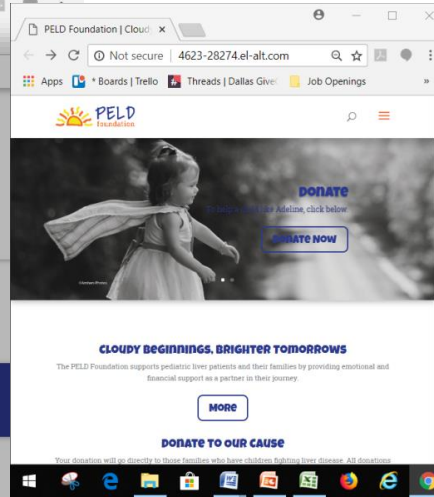 PELD Foundation | Cloud
Not secure | 4623-28274.el-alt.com
Apps * Boards | Trello Threads | Dallas Give Job Openings »
PELD
foundation
DONATE
Adeline, click below
DONATE NOW
CLOUDY BEGINNINGS, BRIGHTER TOMORROWS
The PELD Foundation supports pediatric liver patients and their families by providing emotional and
financial support as a partner in their journey.
MORE
DONATE TO OUR CAUSE
Your donation will go directly to those families who have children fighting liver disease. All donations